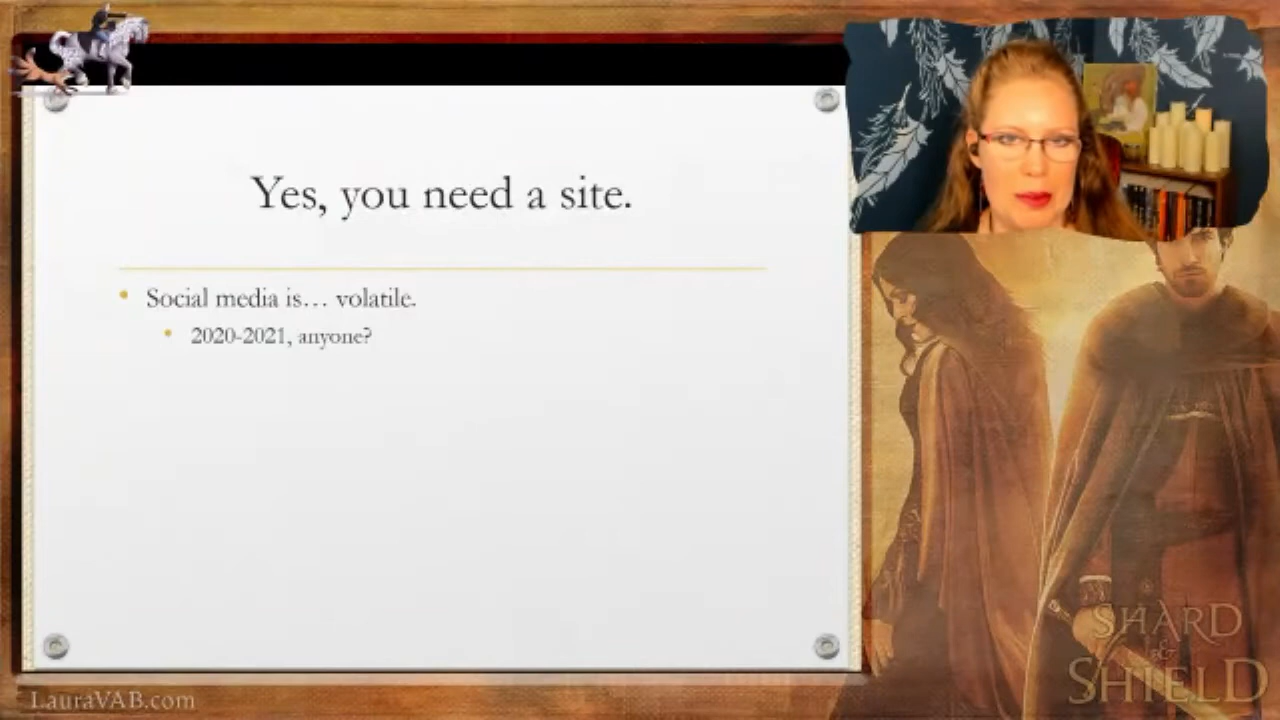 Yes, you need a site.
Social media is… volatile.
2020-2021, anyone?
SHARD
&
SHIELD
LauraVAB.com